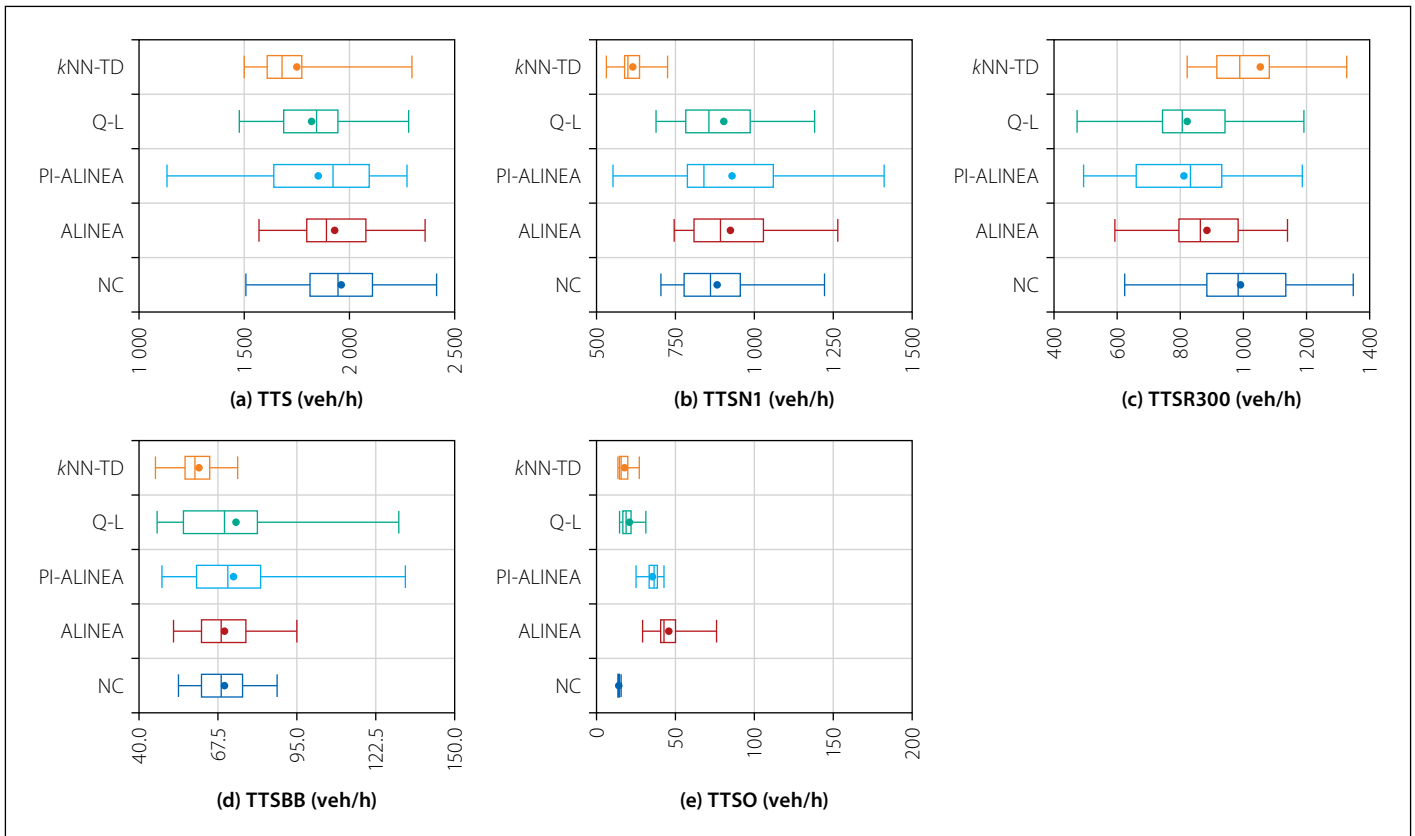 kNN-TD
Q-L
PI-ALINEA
ALINEA
NC
1 000
1 500
2 000
2 500
(a) TTS (veh/h)
kNN-TD
Q-L
PI-ALINEA
ALINEA
NC
500
750
1 000
1 250
1 500
(b) TTSN1 (veh/h)
kNN-TD
Q-L
PI-ALINEA
ALINEA
NC
400
600
800
1 000
1 200
1 400
(c) TTSR300 (veh/h)
kNN-TD
Q-L
PI-ALINEA
ALINEA
NC
40.0
67.5
95.0
122.5
150.0
(d) TTSBB (veh/h)
kNN-TD
Q-L
PI-ALINEA
ALINEA
NC
0
50
100
150
200
(e) TTSO (veh/h)